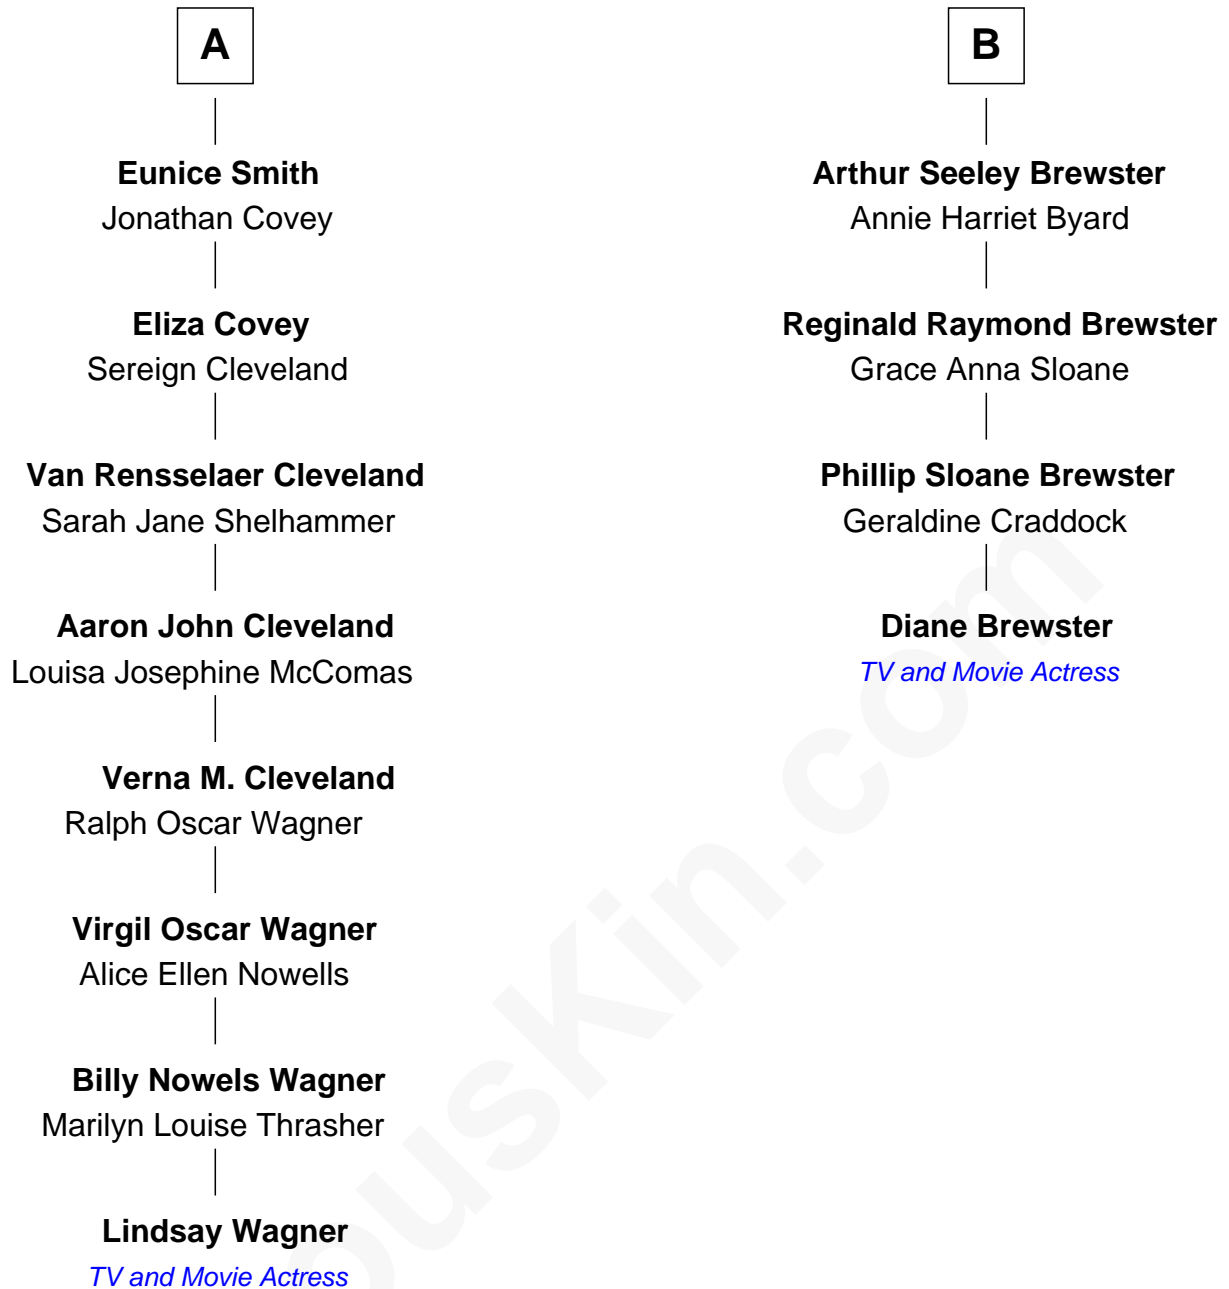 A
Eunice Smith
Jonathan Covey
Eliza Covey
Sereign Cleveland
Van Rensselaer Cleveland
Sarah Jane Shelhammer
Aaron John Cleveland
Louisa Josephine McComas
Verna M. Cleveland
Ralph Oscar Wagner
Virgil Oscar Wagner
Alice Ellen Nowells
Billy Nowels Wagner
Marilyn Louise Thrasher
Lindsay Wagner
TV and Movie Actress
B
Arthur Seeley Brewster
Annie Harriet Byard
Reginald Raymond Brewster
Grace Anna Sloane
Phillip Sloane Brewster
Geraldine Craddock
Diane Brewster
TV and Movie Actress
ousKin.com